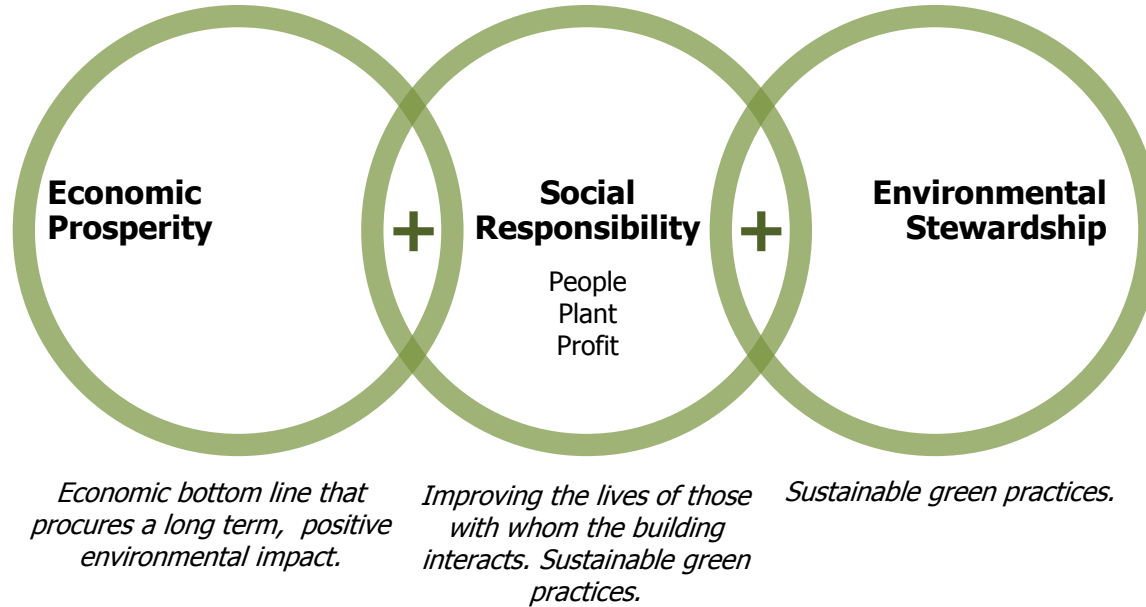 Economic
Prosperity
+
Social
Responsibility
People
Plant
Profit
+
Environmental
Stewardship
Economic bottom line that
procures a long term,  positive
environmental impact.
Improving the lives of those
with whom the building
interacts. Sustainable green
practices.
Sustainable green practices.